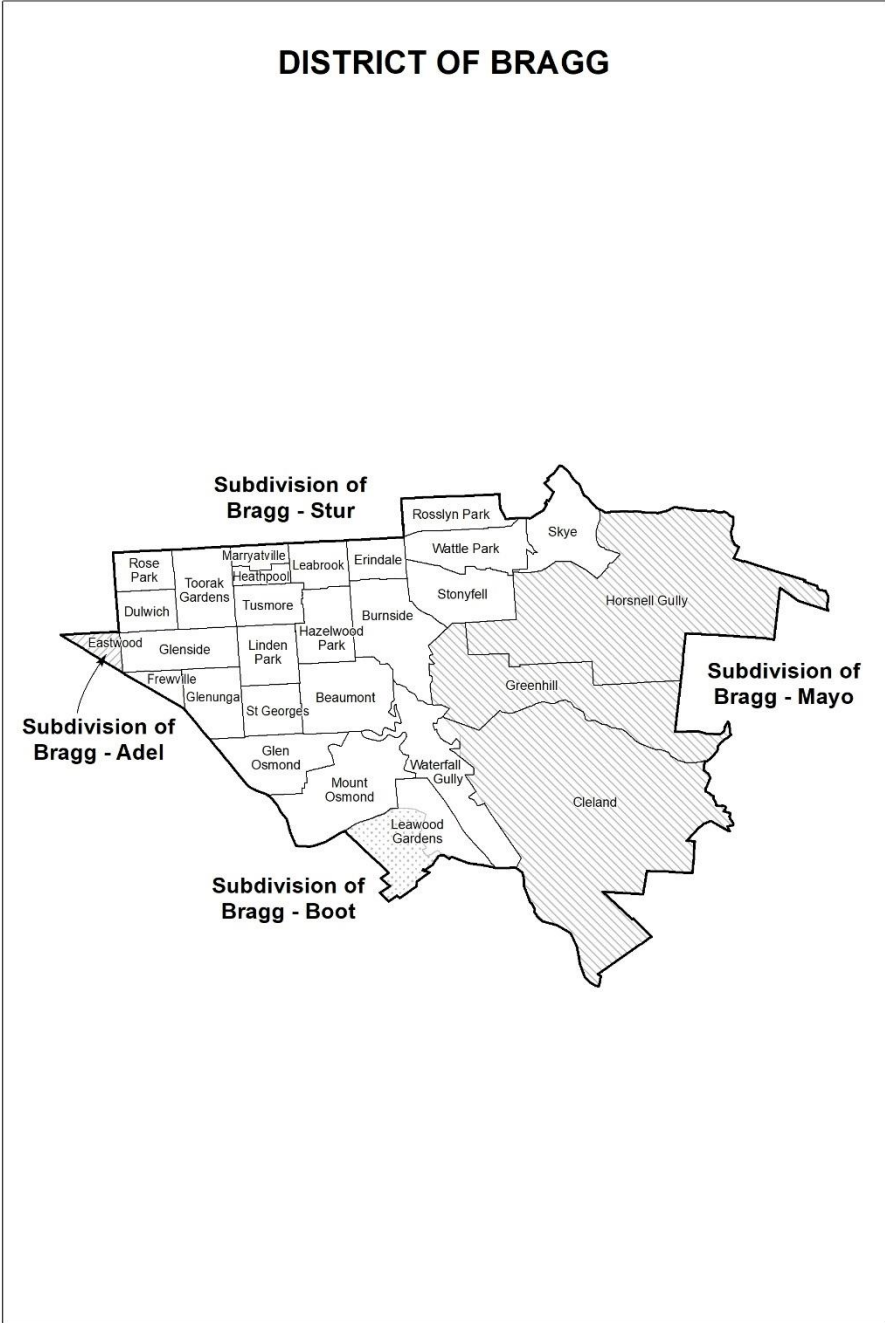 DISTRICT OF BRAGG
Subdivision of
Bragg - Stur
Rosslyn Park
Skye
Wattle Park
Marryatville
Rose
Park
Leabrook
Erindale
Heathpool
Toorak
Gardens
Stonyfell
Horsnell Gully
Dulwich
Tusmore
Burnside
Hazelwood
Park
Eastwood
Glenside
Linden
Park
Subdivision of
Bragg - Mayo
Frewville
Glenunga
Greenhill
Beaumont
St Georges
Subdivision of
Bragg - Adel
Glen
Osmond
Waterfall
Gully
Mount
Osmond
Cleland
Leawood
Gardens
Subdivision of
Bragg - Boot